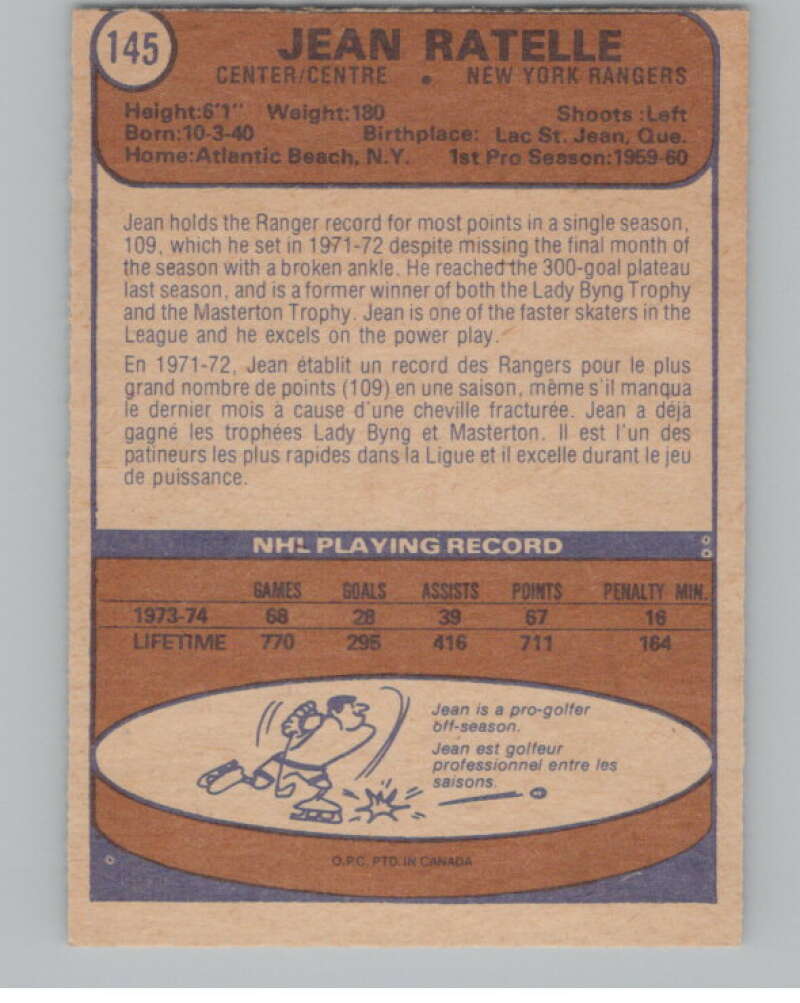 145
JEAN RATELLE
CENTER/CENTRE • NEW YORK RANGERS
Height:6'1" Weight:180 Shoots:Left
Born:10-3-40 Birthplace: Lac St. Jean, Que.
Home:Atlantic Beach, N.Y. 1st Pro Season:1959-60
Jean holds the Ranger record for most points in a single season,
109, which he set in 1971-72 despite missing the final month of
the season with a broken ankle. He reached the 300-goal plateau
last season, and is a former winner of both the Lady Byng Trophy
and the Masterton Trophy. Jean is one of the faster skaters in the
League and he excels on the power play.
En 1971-72, Jean établit un record des Rangers pour le plus
grand nombre de points (109) en une saison, même s'il manqua
le dernier mois à cause d'une cheville fracturée. Jean a déjà
gagné les trophées Lady Byng et Masterton. Il est l'un des
patineurs les plus rapides dans la Ligue et il excelle durant le jeu
de puissance.
NHL PLAYING RECORD
GAMES GOALS ASSISTS POINTS PENALTY MIN.
1973-74 68 28 39 67 16
LIFETIME 770 295 416 711 164
Jean is a pro-golfer
off-season.
Jean est golfeur
professionnel entre les
saisons.
O.P.C. PTD. IN CANADA